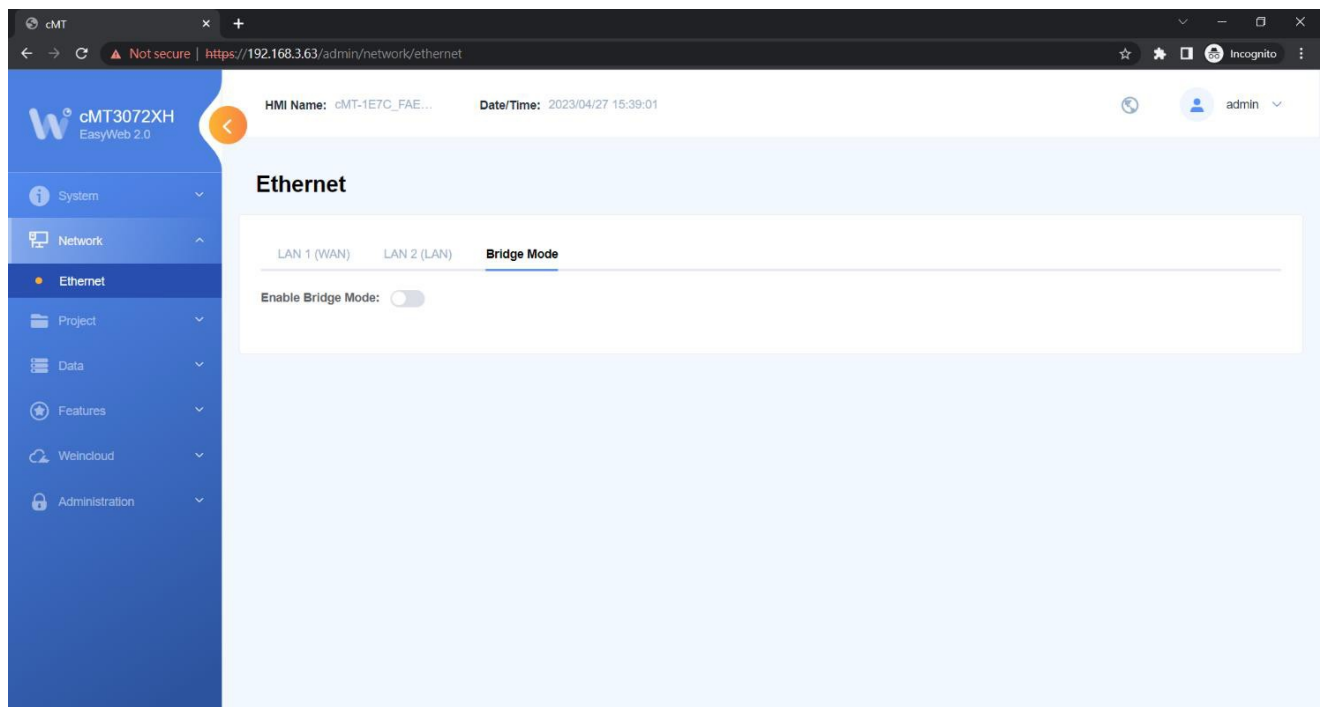 cMT
Not secure | https://192.168.3.63/admin/network/ethernet
Incognito
cMT3072XH
EasyWeb 2.0
HMI Name: cMT-1E7C_FAE...
Date/Time: 2023/04/27 15:39:01
admin
System
Network
Ethernet
Project
Data
Features
Weincloud
Administration
Ethernet
LAN 1 (WAN)
LAN 2 (LAN)
Bridge Mode
Enable Bridge Mode: